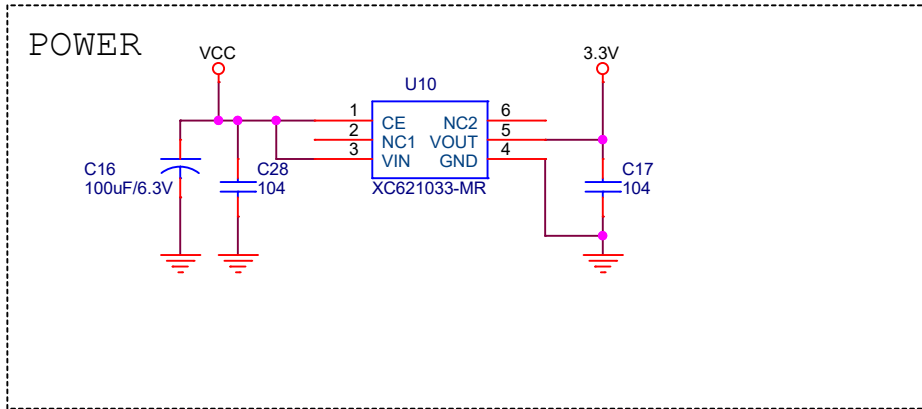 POWER
VCC
3.3V
U10
1
CE
NC2
6
2
NC1
VOUT
5
3
VIN
GND
4
C16
100uF/6.3V
C28
104
XC621033-MR
C17
104